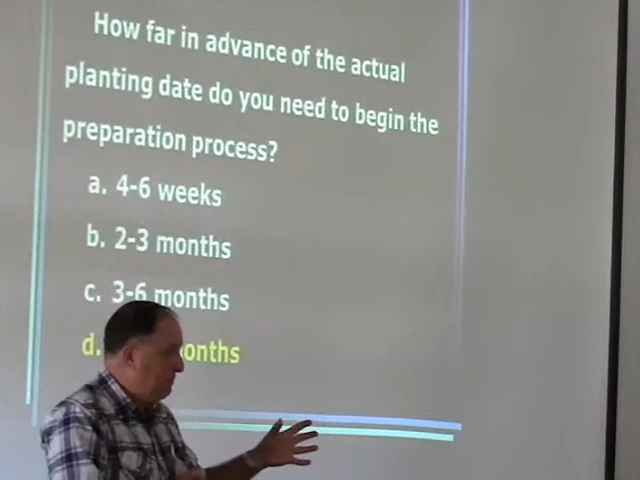 How far in advance of the actual
planting date do you need to begin the
preparation process?
a. 4-6 weeks
b. 2-3 months
c. 3-6 months
d.